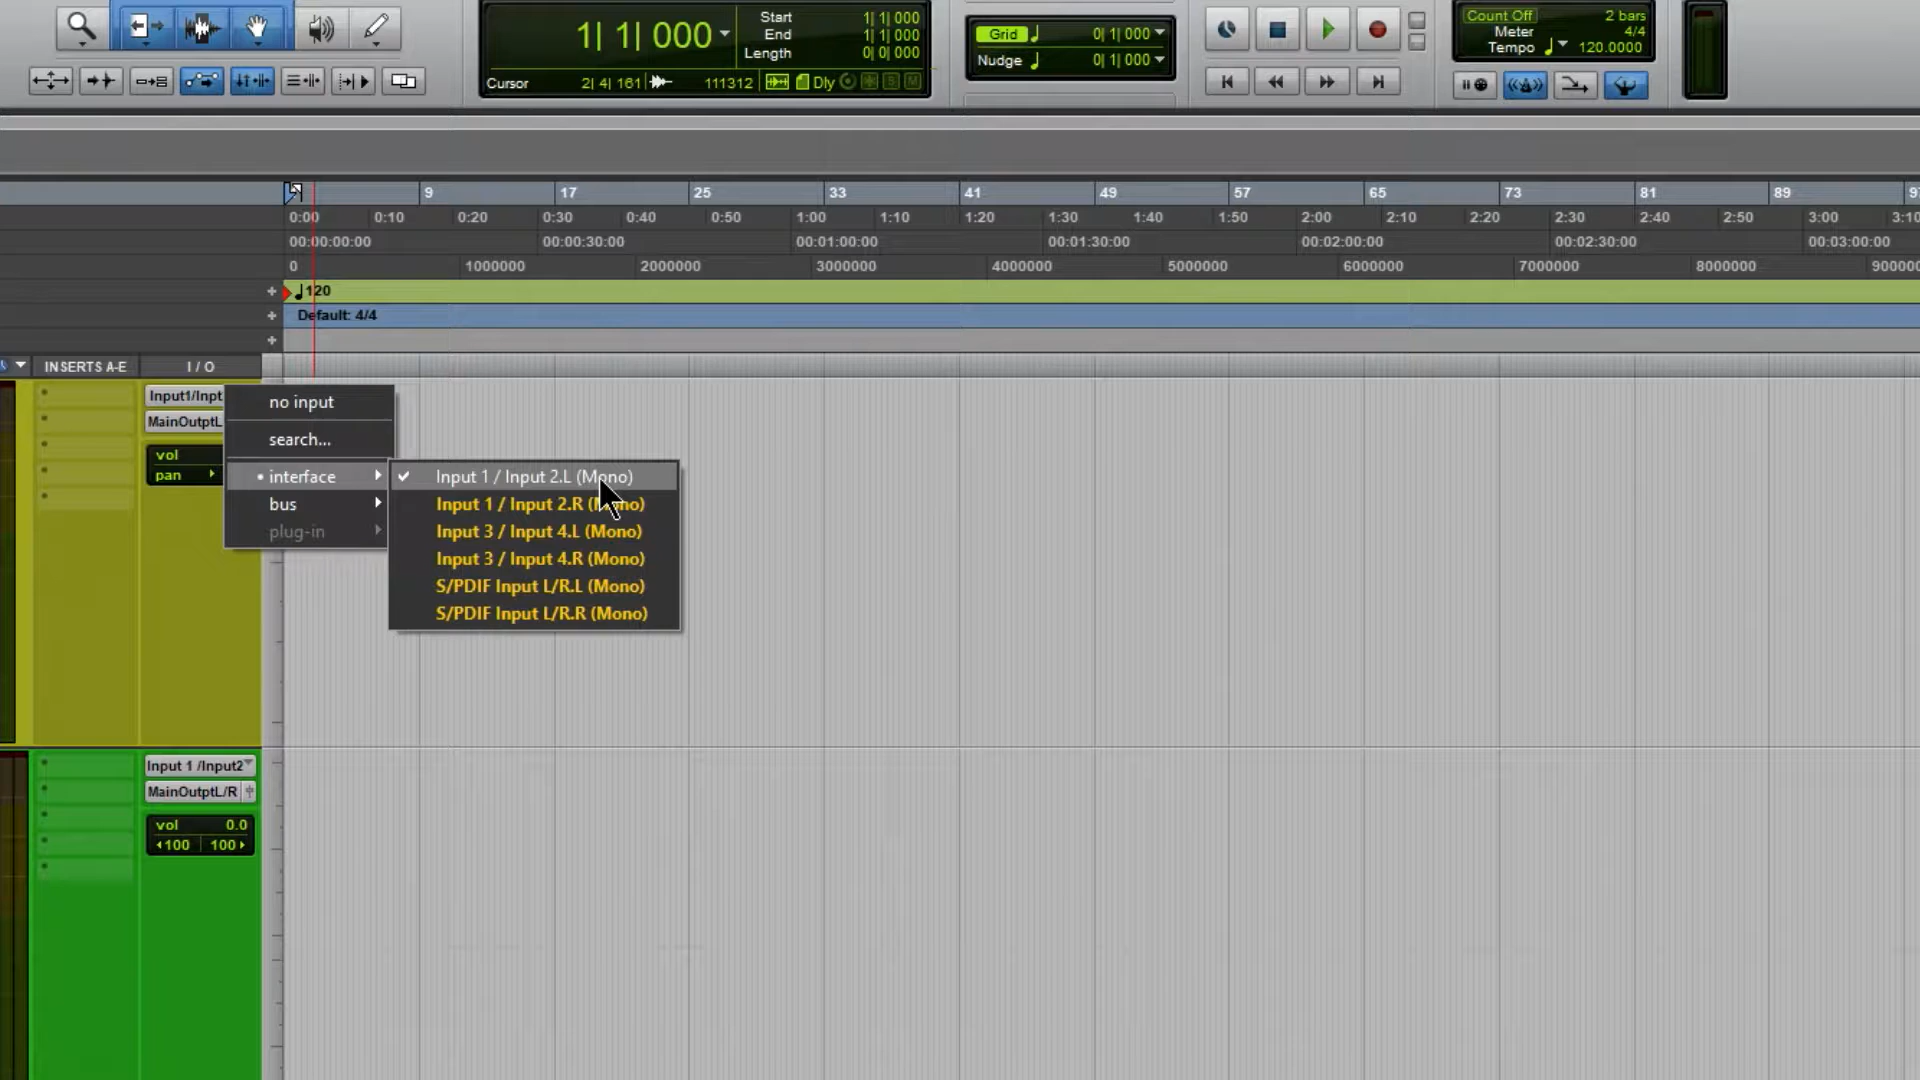 1| 1| 000
Start 1| 1| 000
End 1| 1| 000
Length 0| 0| 000
Cursor 2| 4| 161 111312 Dly S M
Grid 0| 1| 000
Nudge 0| 1| 000
Count Off 2 bars
Meter 4/4
Tempo 120.0000
9 17 25 33 41 49 57 65 73 81 89
0:00 0:10 0:20 0:30 0:40 0:50 1:00 1:10 1:20 1:30 1:40 1:50 2:00 2:10 2:20 2:30 2:40 2:50 3:00 3:10
00:00:00:00 00:00:30:00 00:01:00:00 00:01:30:00 00:02:00:00 00:02:30:00 00:03:00:00
0 1000000 2000000 3000000 4000000 5000000 6000000 7000000 8000000 900000
120
Default: 4/4
INSERTS A-E I / O
Input1/Inpt
MainOutptL
vol
pan
no input
search...
interface
bus
plug-in
Input 1 / Input 2.L (Mono)
Input 1 / Input 2.R (Mono)
Input 3 / Input 4.L (Mono)
Input 3 / Input 4.R (Mono)
S/PDIF Input L/R.L (Mono)
S/PDIF Input L/R.R (Mono)
Input 1 /Input2
MainOutptL/R
vol 0.0
100 100